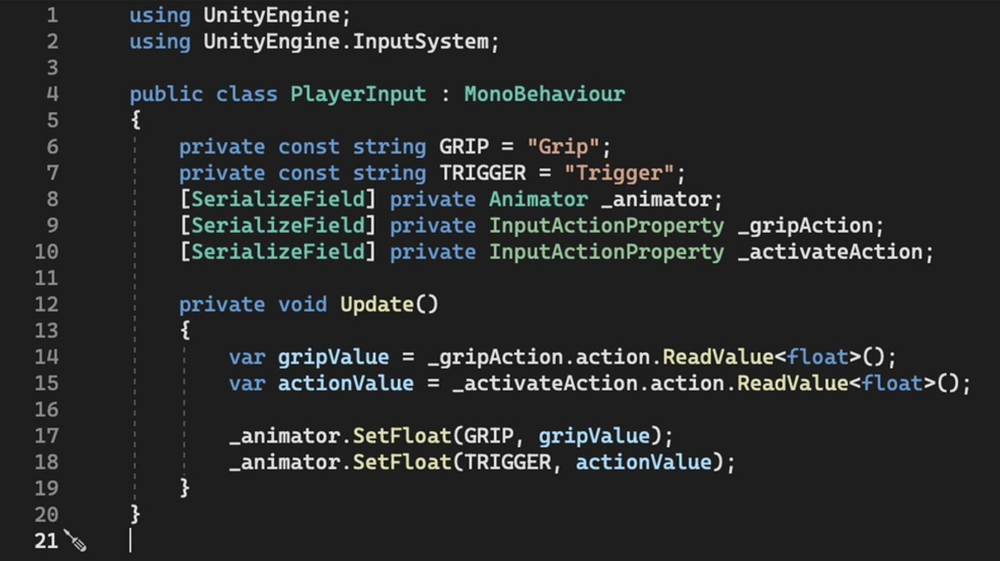 1 using UnityEngine;
2 using UnityEngine.InputSystem;
3
4 public class PlayerInput : MonoBehaviour
5 {
6     private const string GRIP = "Grip";
7     private const string TRIGGER = "Trigger";
8     [SerializeField] private Animator _animator;
9     [SerializeField] private InputActionProperty _gripAction;
10     [SerializeField] private InputActionProperty _activateAction;
11
12     private void Update()
13     {
14         var gripValue = _gripAction.action.ReadValue<float>();
15         var actionValue = _activateAction.action.ReadValue<float>();
16
17         _animator.SetFloat(GRIP, gripValue);
18         _animator.SetFloat(TRIGGER, actionValue);
19     }
20 }
21